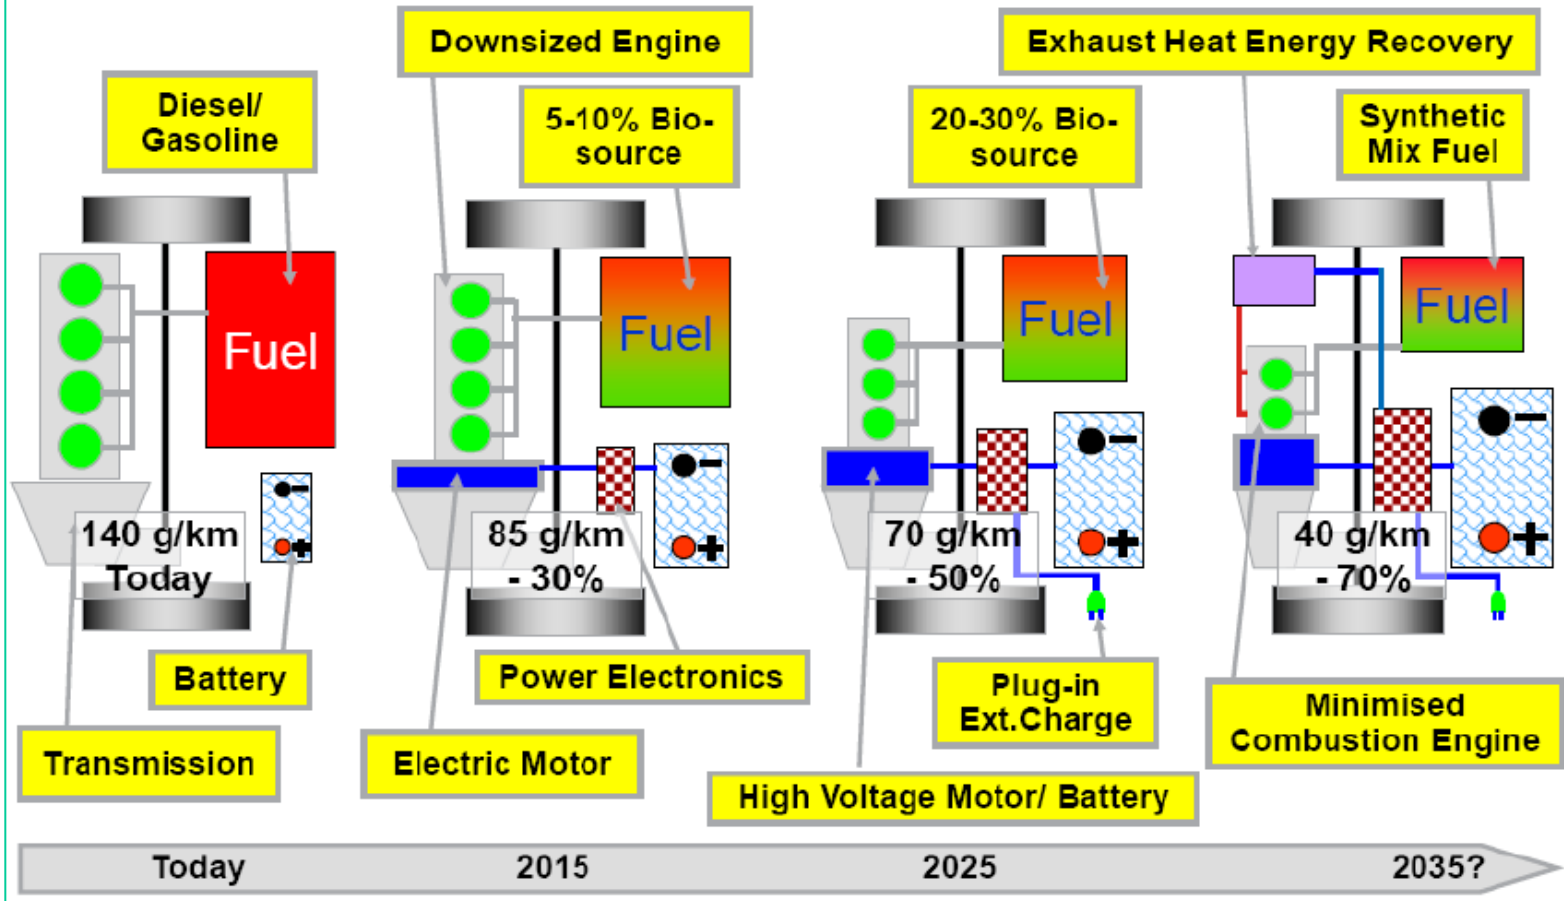 Downsized Engine
Exhaust Heat Energy Recovery
Diesel/
Gasoline
5-10% Bio-
source
20-30% Bio-
source
Synthetic
Mix Fuel
Fuel
Fuel
Fuel
Fuel
140 g/km
Today
85 g/km
- 30%
70 g/km
- 50%
40 g/km
- 70%
Battery
Power Electronics
Plug-in
Ext.Charge
Minimised
Combustion Engine
Transmission
Electric Motor
High Voltage Motor/ Battery
Today
2015
2025
2035?